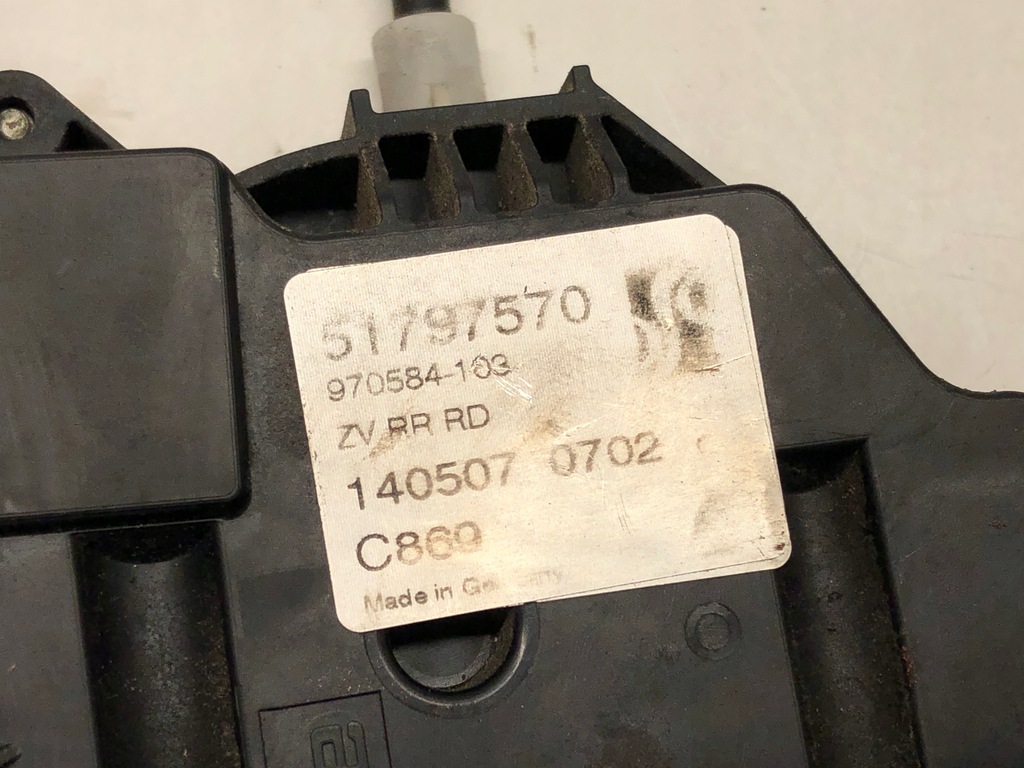 51797570
970584-103
ZV RR RD
140507 0702
C869
Made in Germany